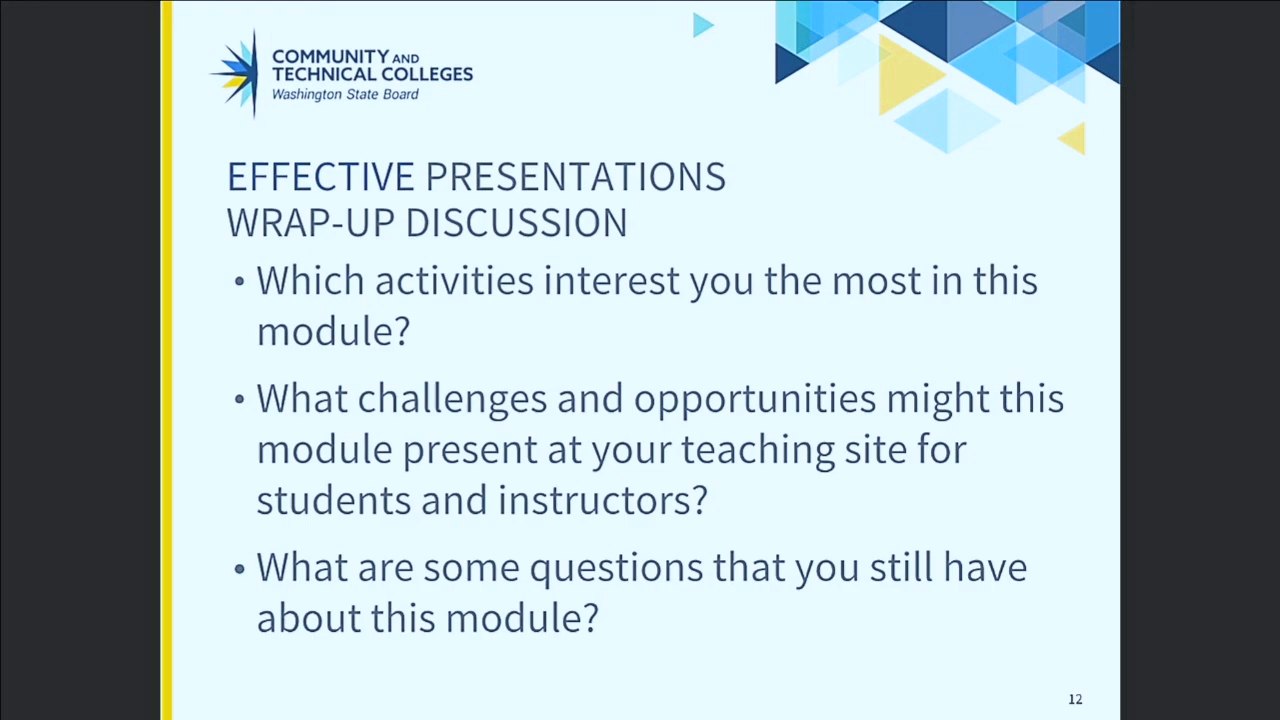 COMMUNITY AND
TECHNICAL COLLEGES
Washington State Board
EFFECTIVE PRESENTATIONS
WRAP-UP DISCUSSION
• Which activities interest you the most in this
module?
• What challenges and opportunities might this
module present at your teaching site for
students and instructors?
• What are some questions that you still have
about this module?
12